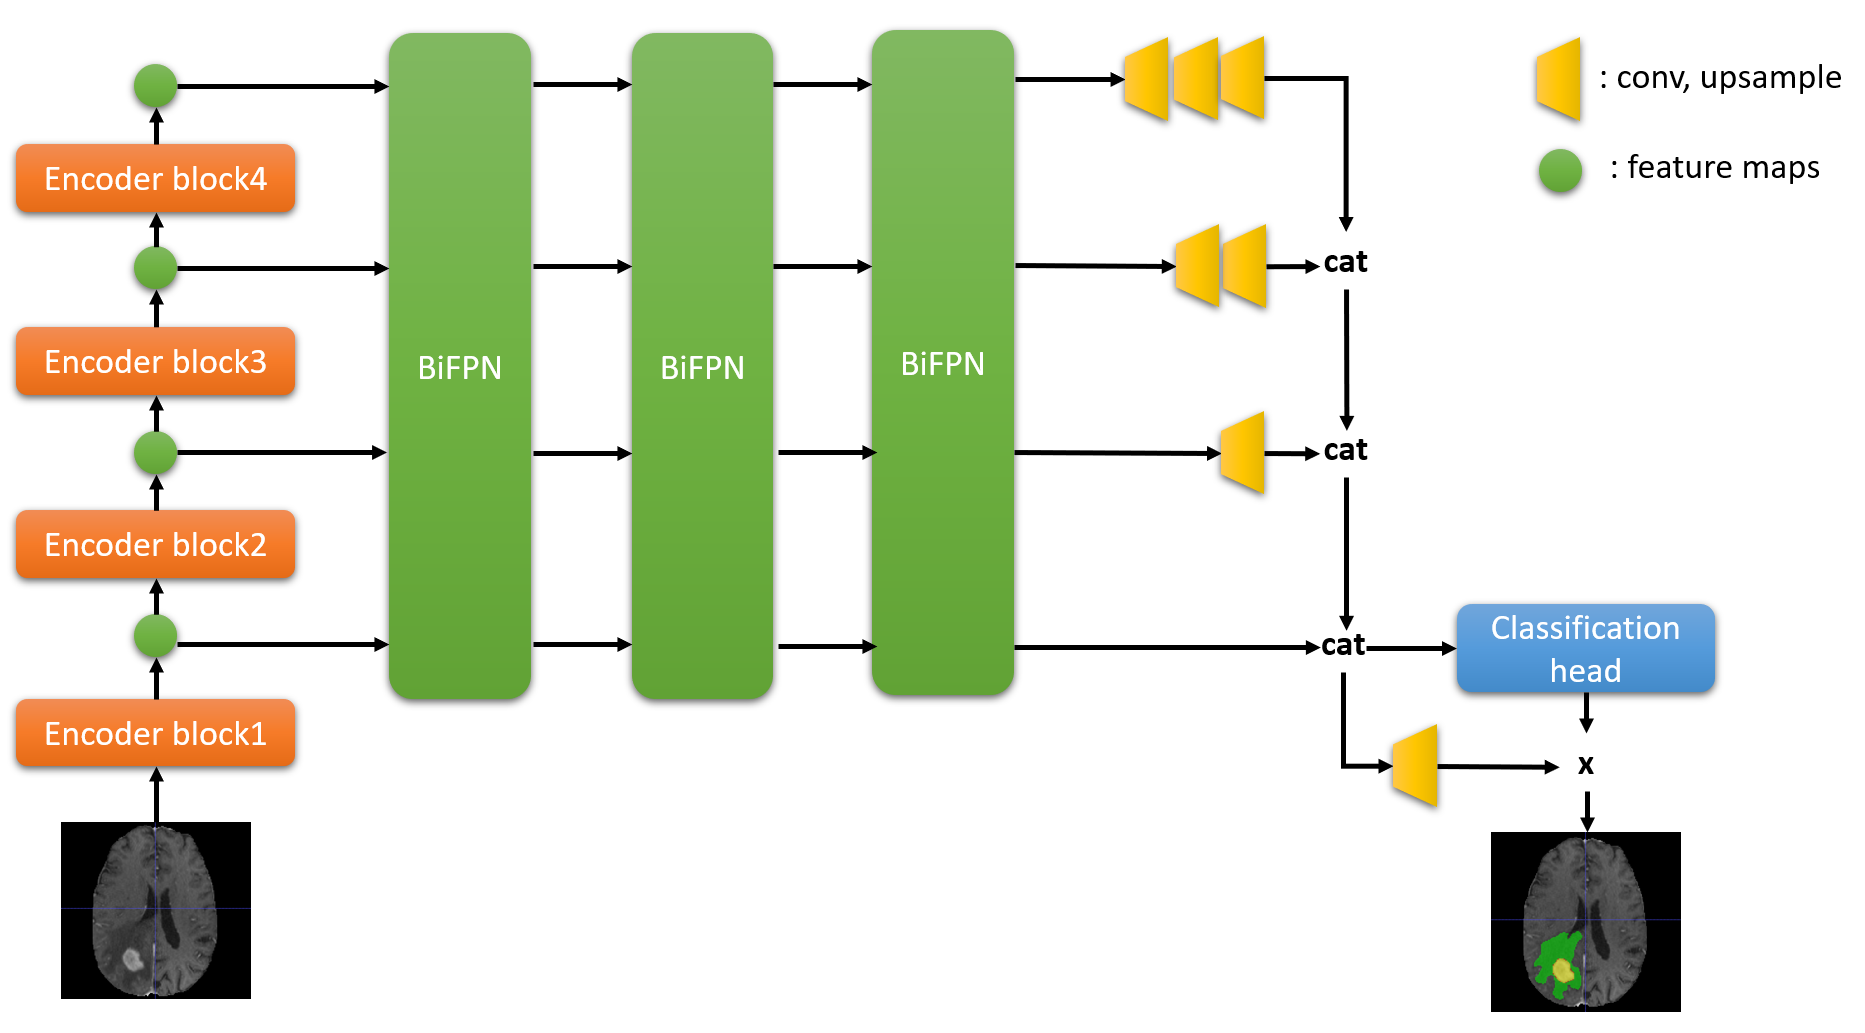 : conv, upsample
: feature maps
Encoder block4
cat
Encoder block3
BiFPN
BiFPN
BiFPN
cat
Encoder block2
cat
Classification
head
Encoder block1
x